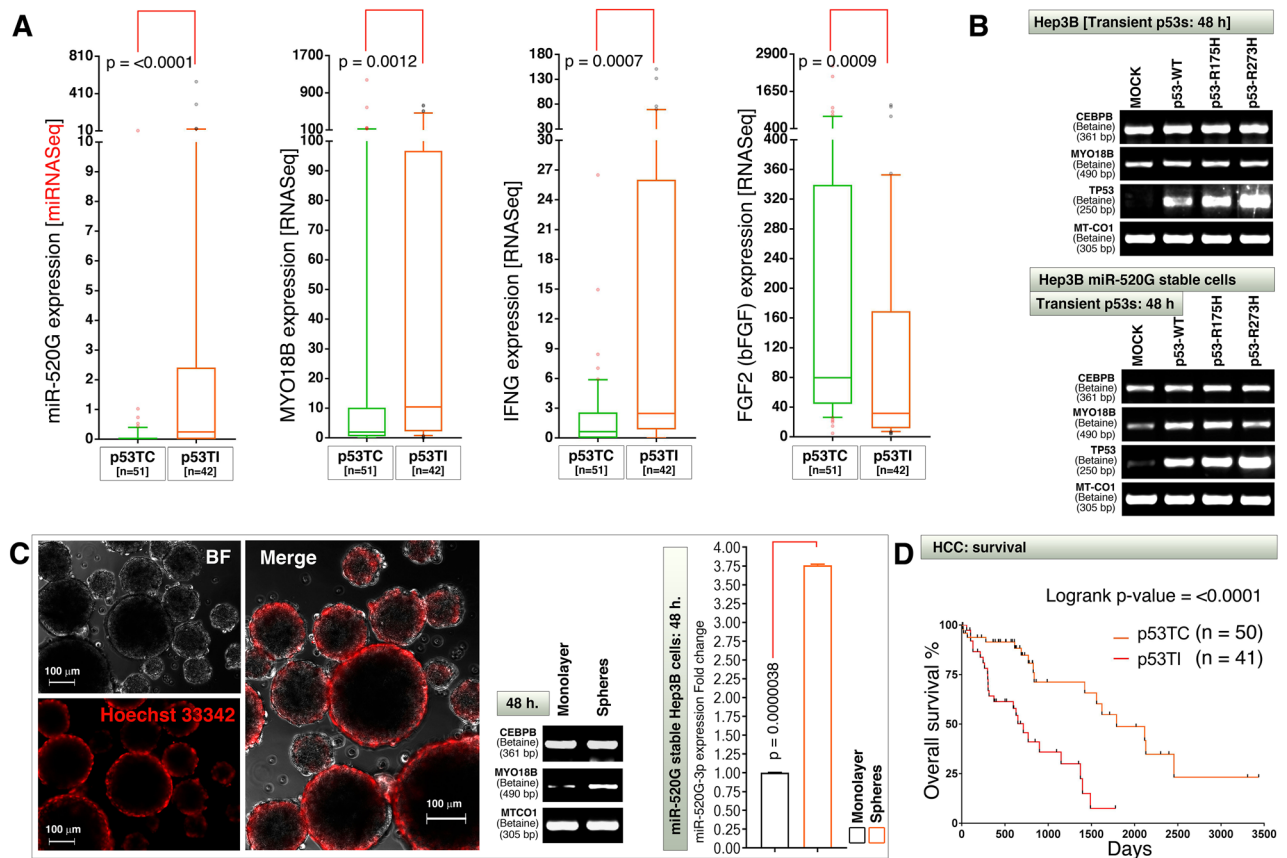 A
miR-520G expression [miRNASeq]
810
410
10
10
9
8
7
6
5
4
3
2
1
0
p = <0.0001
p53TC
[n=51]
p53TI
[n=42]
MYO18B expression [RNASeq]
1700
900
100
100
90
80
70
60
50
40
30
20
10
0
p = 0.0012
p53TC
[n=51]
p53TI
[n=42]
IFNG expression [RNASeq]
180
130
80
30
30
27
24
21
18
15
12
9
6
3
0
p = 0.0007
p53TC
[n=51]
p53TI
[n=42]
FGF2 (bFGF) expression [RNASeq]
2900
1650
400
400
360
320
280
240
200
160
120
80
40
0
p = 0.0009
p53TC
[n=51]
p53TI
[n=42]
B
Hep3B [Transient p53s: 48 h]
MOCK
p53-WT
p53-R175H
p53-R273H
CEBPB
(Betaine)
(361 bp)
MYO18B
(Betaine)
(490 bp)
TP53
(Betaine)
(250 bp)
MT-CO1
(Betaine)
(305 bp)
Hep3B miR-520G stable cells
Transient p53s: 48 h
MOCK
p53-WT
p53-R175H
p53-R273H
CEBPB
(Betaine)
(361 bp)
MYO18B
(Betaine)
(490 bp)
TP53
(Betaine)
(250 bp)
MT-CO1
(Betaine)
(305 bp)
C
BF
100 µm
Hoechst 33342
100 µm
Merge
100 µm
48 h.
Monolayer
Spheres
CEBPB
(Betaine)
(361 bp)
MYO18B
(Betaine)
(490 bp)
MTCO1
(Betaine)
(305 bp)
miR-520G stable Hep3B cells: 48 h.
miR-520G-3p expression Fold change
4.00
3.75
3.50
3.25
3.00
2.75
2.50
2.25
2.00
1.75
1.50
1.25
1.00
0.75
0.50
0.25
0.00
p = 0.0000038
Monolayer
Spheres
D
HCC: survival
Logrank p-value = <0.0001
p53TC (n = 50)
p53TI (n = 41)
Overall survival %
100
75
50
25
0
0
500
1000
1500
2000
2500
3000
3500
Days